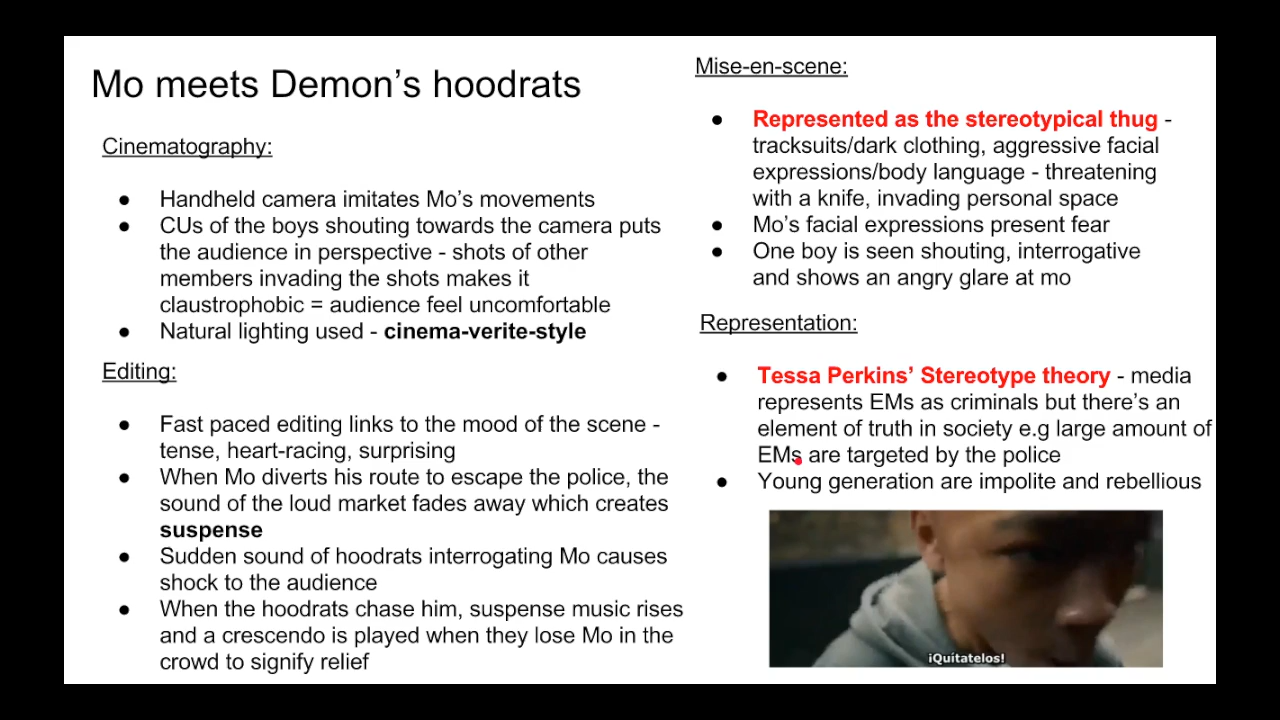 Mo meets Demon's hoodrats
Cinematography:
● Handheld camera imitates Mo's movements
● CUs of the boys shouting towards the camera puts
the audience in perspective - shots of other
members invading the shots makes it
claustrophobic = audience feel uncomfortable
● Natural lighting used - cinema-verite-style
Editing:
● Fast paced editing links to the mood of the scene -
tense, heart-racing, surprising
● When Mo diverts his route to escape the police, the
sound of the loud market fades away which creates
suspense
● Sudden sound of hoodrats interrogating Mo causes
shock to the audience
● When the hoodrats chase him, suspense music rises
and a crescendo is played when they lose Mo in the
crowd to signify relief
Mise-en-scene:
● Represented as the stereotypical thug -
tracksuits/dark clothing, aggressive facial
expressions/body language - threatening
with a knife, invading personal space
● Mo's facial expressions present fear
● One boy is seen shouting, interrogative
and shows an angry glare at mo
Representation:
● Tessa Perkins' Stereotype theory - media
represents EMs as criminals but there's an
element of truth in society e.g large amount of
EMs are targeted by the police
● Young generation are impolite and rebellious
¡Quitatelos!